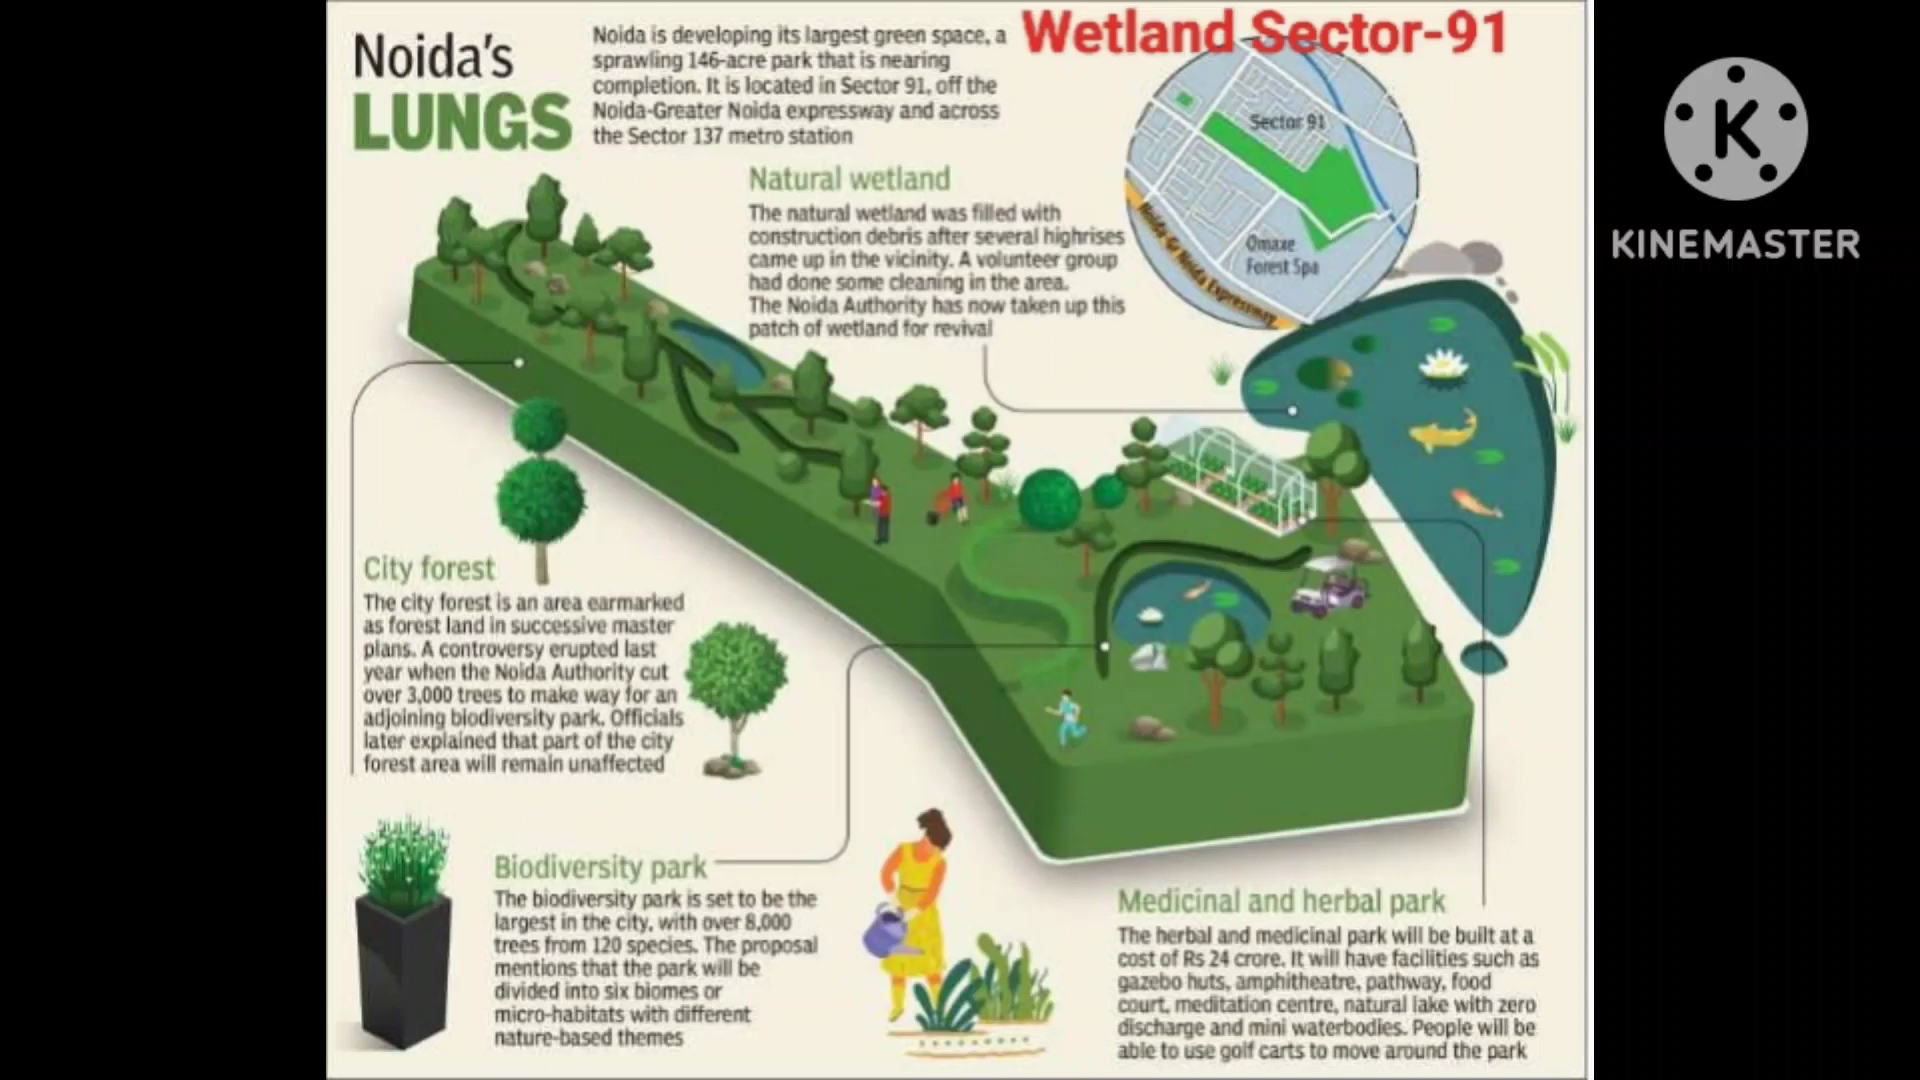 Noida's
LUNGS
Noida is developing its largest green space, a
sprawling 146-acre park that is nearing
completion. It is located in Sector 91, off the
Noida-Greater Noida expressway and across
the Sector 137 metro station
Wetland Sector-91
Sector 91
Omaxe
Forest Spa
Noida-Gr Noida Expressway
K
KINEMASTER
Natural wetland
The natural wetland was filled with
construction debris after several highrises
came up in the vicinity. A volunteer group
had done some cleaning in the area.
The Noida Authority has now taken up this
patch of wetland for revival
City forest
The city forest is an area earmarked
as forest land in successive master
plans. A controversy erupted last
year when the Noida Authority cut
over 3,000 trees to make way for an
adjoining biodiversity park. Officials
later explained that part of the city
forest area will remain unaffected
Biodiversity park
The biodiversity park is set to be the
largest in the city, with over 8,000
trees from 120 species. The proposal
mentions that the park will be
divided into six biomes or
micro-habitats with different
nature-based themes
Medicinal and herbal park
The herbal and medicinal park will be built at a
cost of Rs 24 crore. It will have facilities such as
gazebo huts, amphitheatre, pathway, food
court, meditation centre, natural lake with zero
discharge and mini waterbodies. People will be
able to use golf carts to move around the park